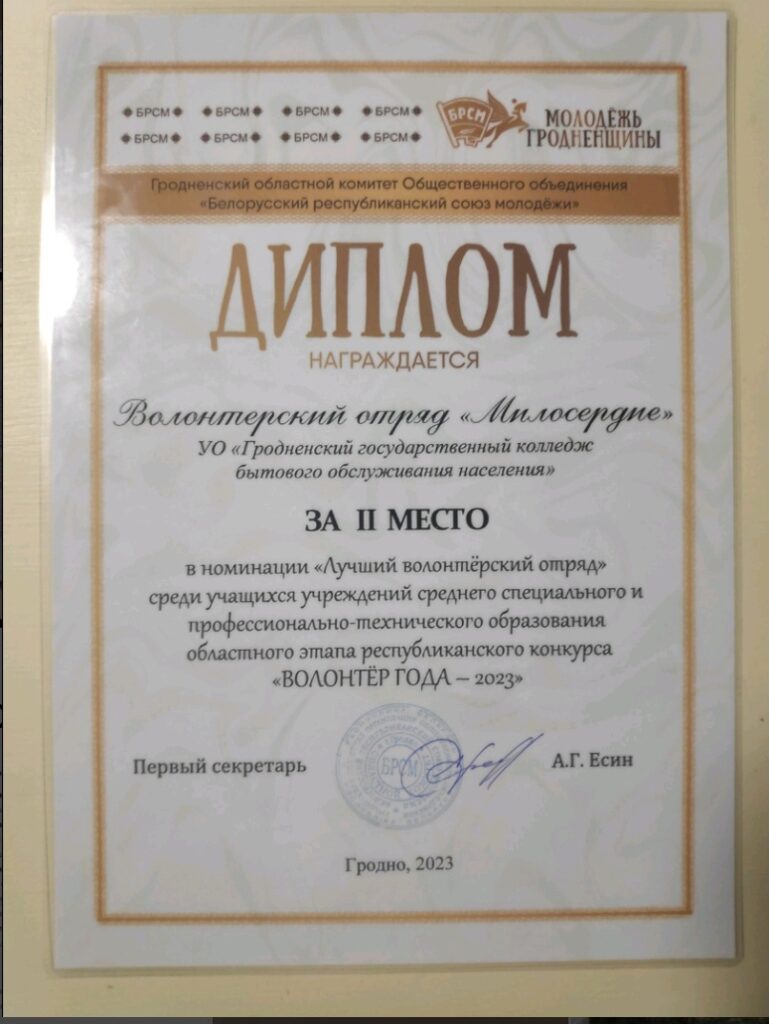 БРСМ БРСМ БРСМ БРСМ
БРСМ БРСМ БРСМ БРСМ
БРСМ
МОЛОДЁЖЬ
ГРОДНЕНЩИНЫ
Гродненский областной комитет Общественного объединения
«Белорусский республиканский союз молодёжи»
ДИПЛОМ
НАГРАЖДАЕТСЯ
Волонтерский отряд «Милосердие»
УО «Гродненский государственный колледж
бытового обслуживания населения»
ЗА II МЕСТО
в номинации «Лучший волонтёрский отряд»
среди учащихся учреждений среднего специального и
профессионально-технического образования
областного этапа республиканского конкурса
«ВОЛОНТЁР ГОДА – 2023»
Первый секретарь
БРСМ
А.Г. Есин
Гродно, 2023